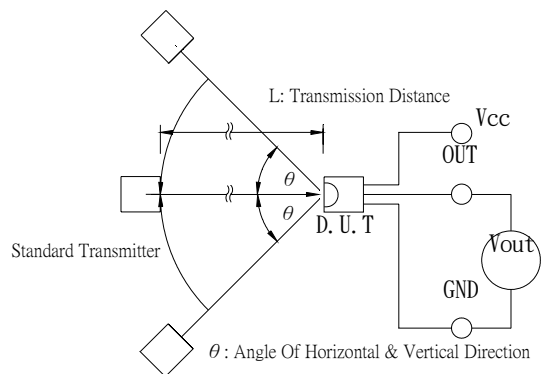 L: Transmission Distance
Vcc
OUT
θ
θ
D.U.T
Standard Transmitter
Vout
GND
θ: Angle Of Horizontal & Vertical Direction